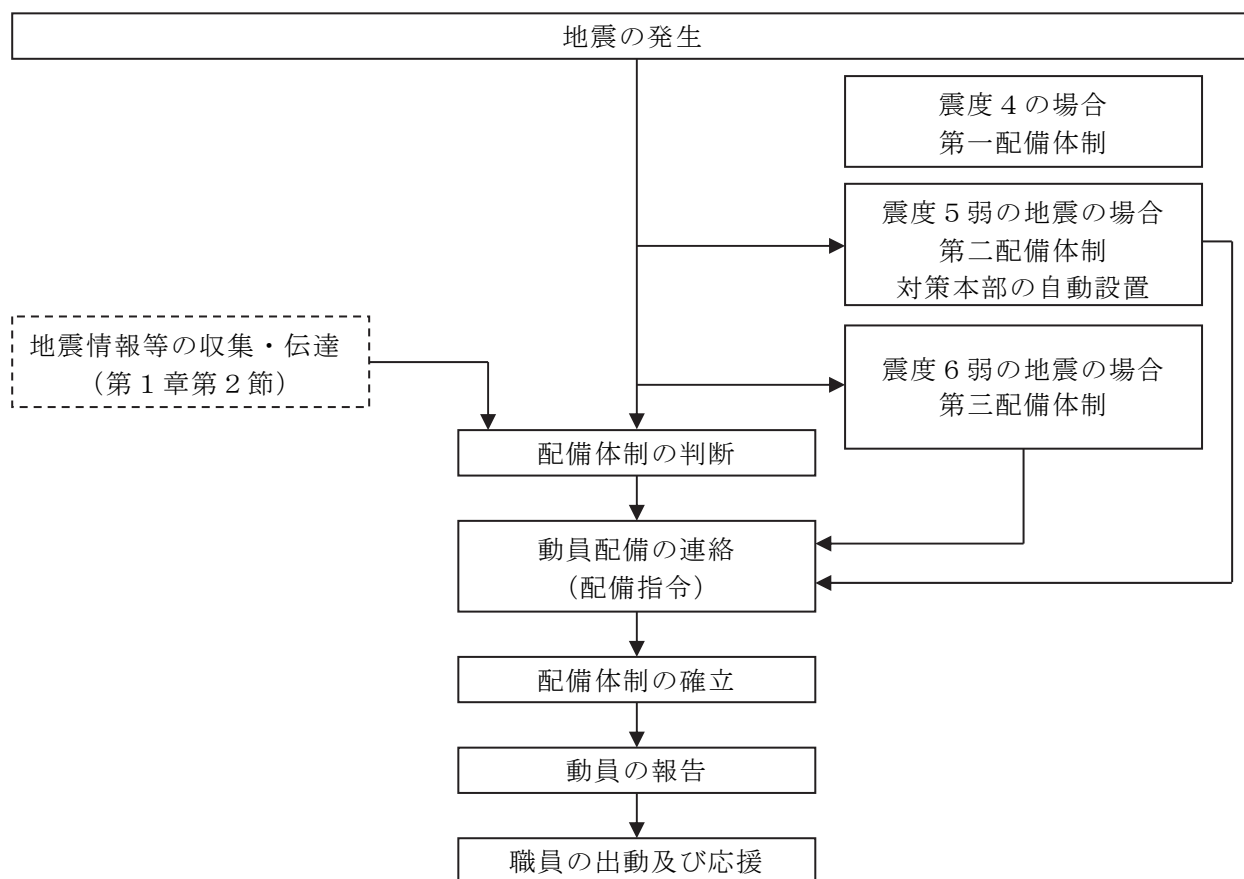 地震の発生
震度４の場合
第一配備体制
震度５弱の地震の場合
第二配備体制
対策本部の自動設置
地震情報等の収集・伝達
（第１章第２節）
震度６弱の地震の場合
第三配備体制
配備体制の判断
動員配備の連絡
（配備指令）
配備体制の確立
動員の報告
職員の出動及び応援